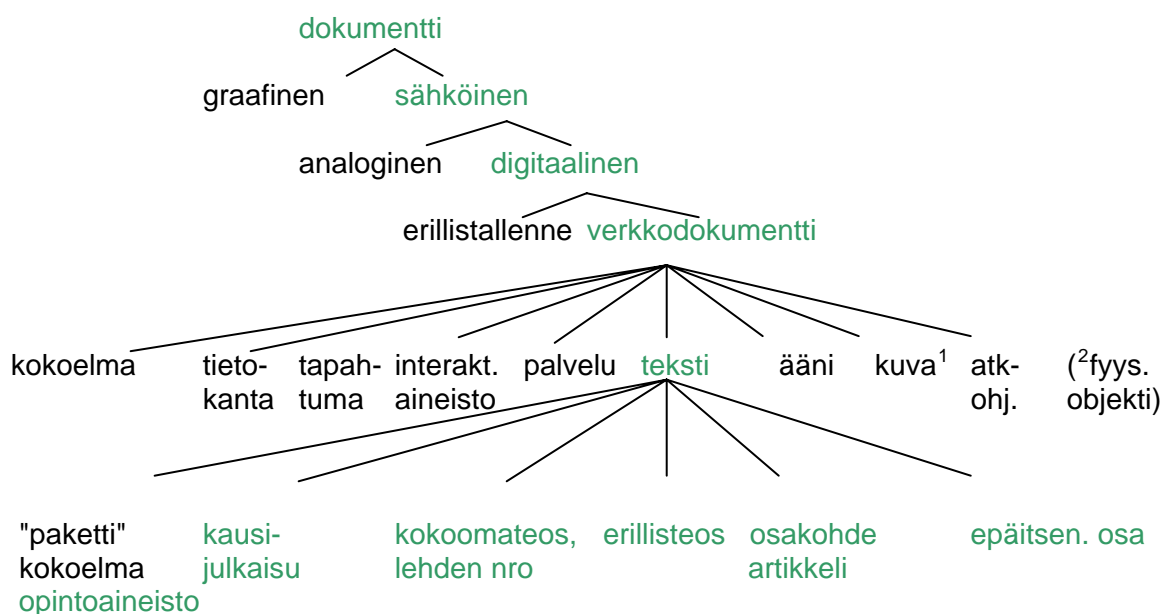 dokumentti
graafinen sähköinen
analoginen digitaalinen
erillistallenne verkkodokumentti
kokoelma tieto- tapah- interakt. palvelu teksti ääni kuva¹ atk- (²fyys.
kanta tuma aineisto ohj. objekti)
"paketti" kausi- kokoomateos, erillisteos osakohde epäitsen. osa
kokoelma julkaisu lehden nro artikkeli
opintoaineisto